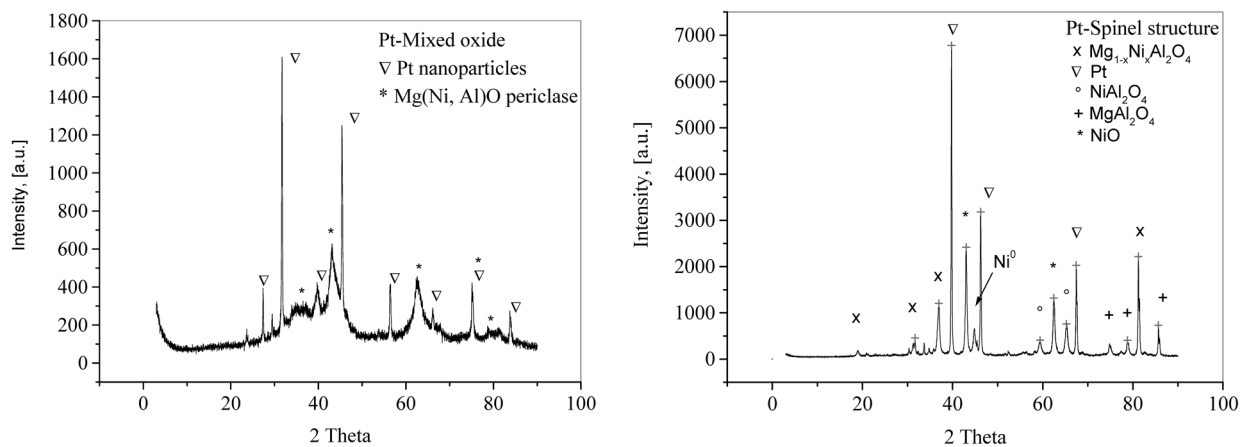 1800
1600
1400
1200
1000
800
600
400
200
0
Intensity, [a.u.]
Pt-Mixed oxide
∇ Pt nanoparticles
* Mg(Ni, Al)O periclase
∇
∇
*
∇
*
∇
∇
*
∇
*
∇
*
∇
0 20 40 60 80 100
2 Theta
7000
6000
5000
4000
3000
2000
1000
0
Intensity, [a.u.]
Pt-Spinel structure
x Mg₁₋ₓNiₓAl₂O₄
∇ Pt
° NiAl₂O₄
+ MgAl₂O₄
* NiO
∇
∇
*
Ni⁰
∇
x
x
x
x
°
*
°
+
+
+
0 20 40 60 80 100
2 Theta